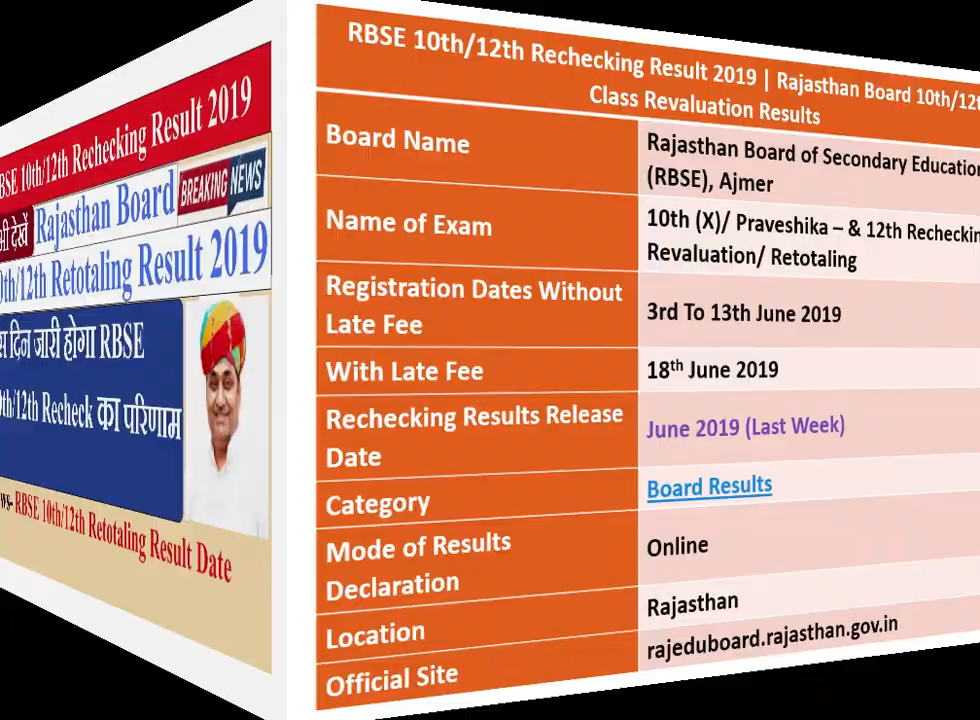 BSE 10th/12th Rechecking Result 2019
भी देखें
Rajasthan Board
BREAKING NEWS
0th/12th Retotaling Result 2019
स दिन जारी होगा RBSE
0th/12th Recheck का परिणाम
WS- RBSE 10th/12th Retotaling Result Date
RBSE 10th/12th Rechecking Result 2019 | Rajasthan Board 10th/12t
Class Revaluation Results
Board Name
Rajasthan Board of Secondary Education
(RBSE), Ajmer
Name of Exam
10th (X)/ Praveshika – & 12th Recheckin
Revaluation/ Retotaling
Registration Dates Without
Late Fee
3rd To 13th June 2019
With Late Fee
18th June 2019
Rechecking Results Release
Date
June 2019 (Last Week)
Category
Board Results
Mode of Results
Declaration
Online
Location
Rajasthan
Official Site
rajeduboard.rajasthan.gov.in